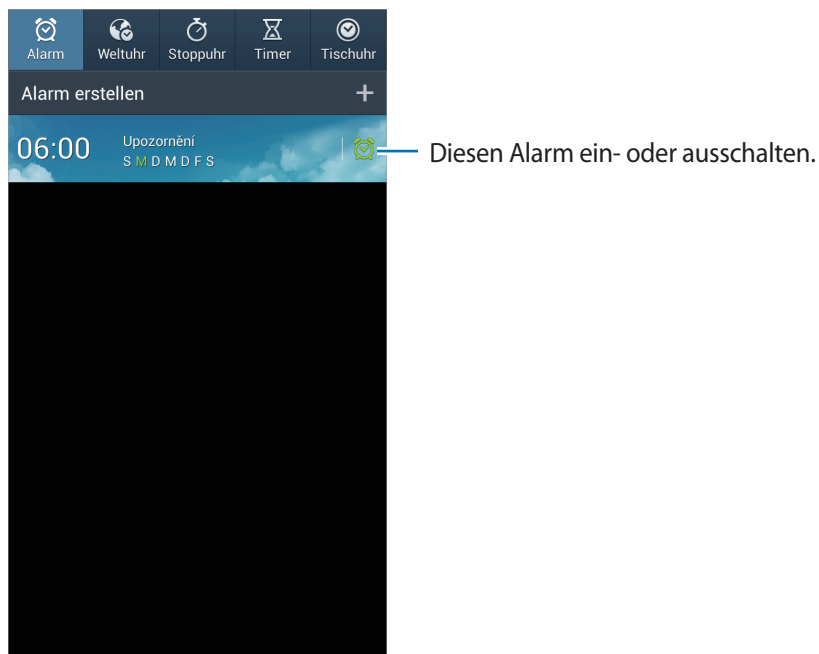 Alarm Weltuhr Stoppuhr Timer Tischuhr
Alarm erstellen
06:00 Upozornění
S M D M D F S
Diesen Alarm ein- oder ausschalten.